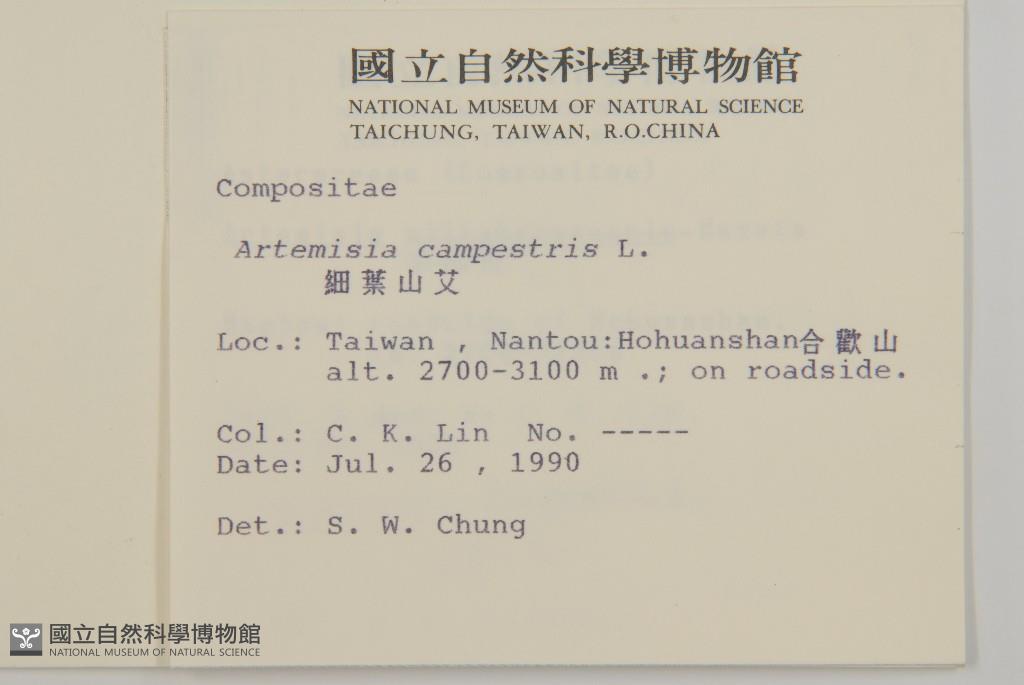 國立自然科學博物館
NATIONAL MUSEUM OF NATURAL SCIENCE
TAICHUNG, TAIWAN, R.O.CHINA
Compositae
Artemisia campestris L.
細葉山艾
Loc.: Taiwan , Nantou:Hohuanshan合歡山
alt. 2700-3100 m .; on roadside.
Col.: C. K. Lin No. -----
Date: Jul. 26 , 1990
Det.: S. W. Chung
國立自然科學博物館
NATIONAL MUSEUM OF NATURAL SCIENCE